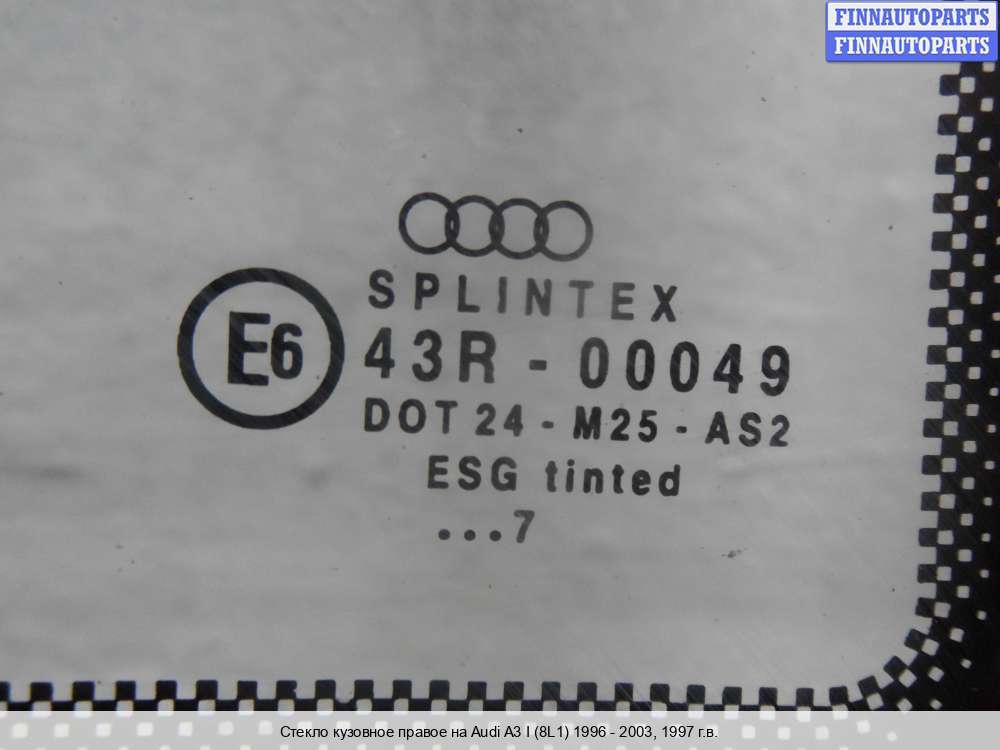 FINNAUTOPARTS
FINNAUTOPARTS
SPLINTEX
E6
43R - 00049
DOT 24 - M25 - AS2
ESG tinted
...7
Стекло кузовное правое на Audi A3 I (8L1) 1996 - 2003, 1997 г.в.